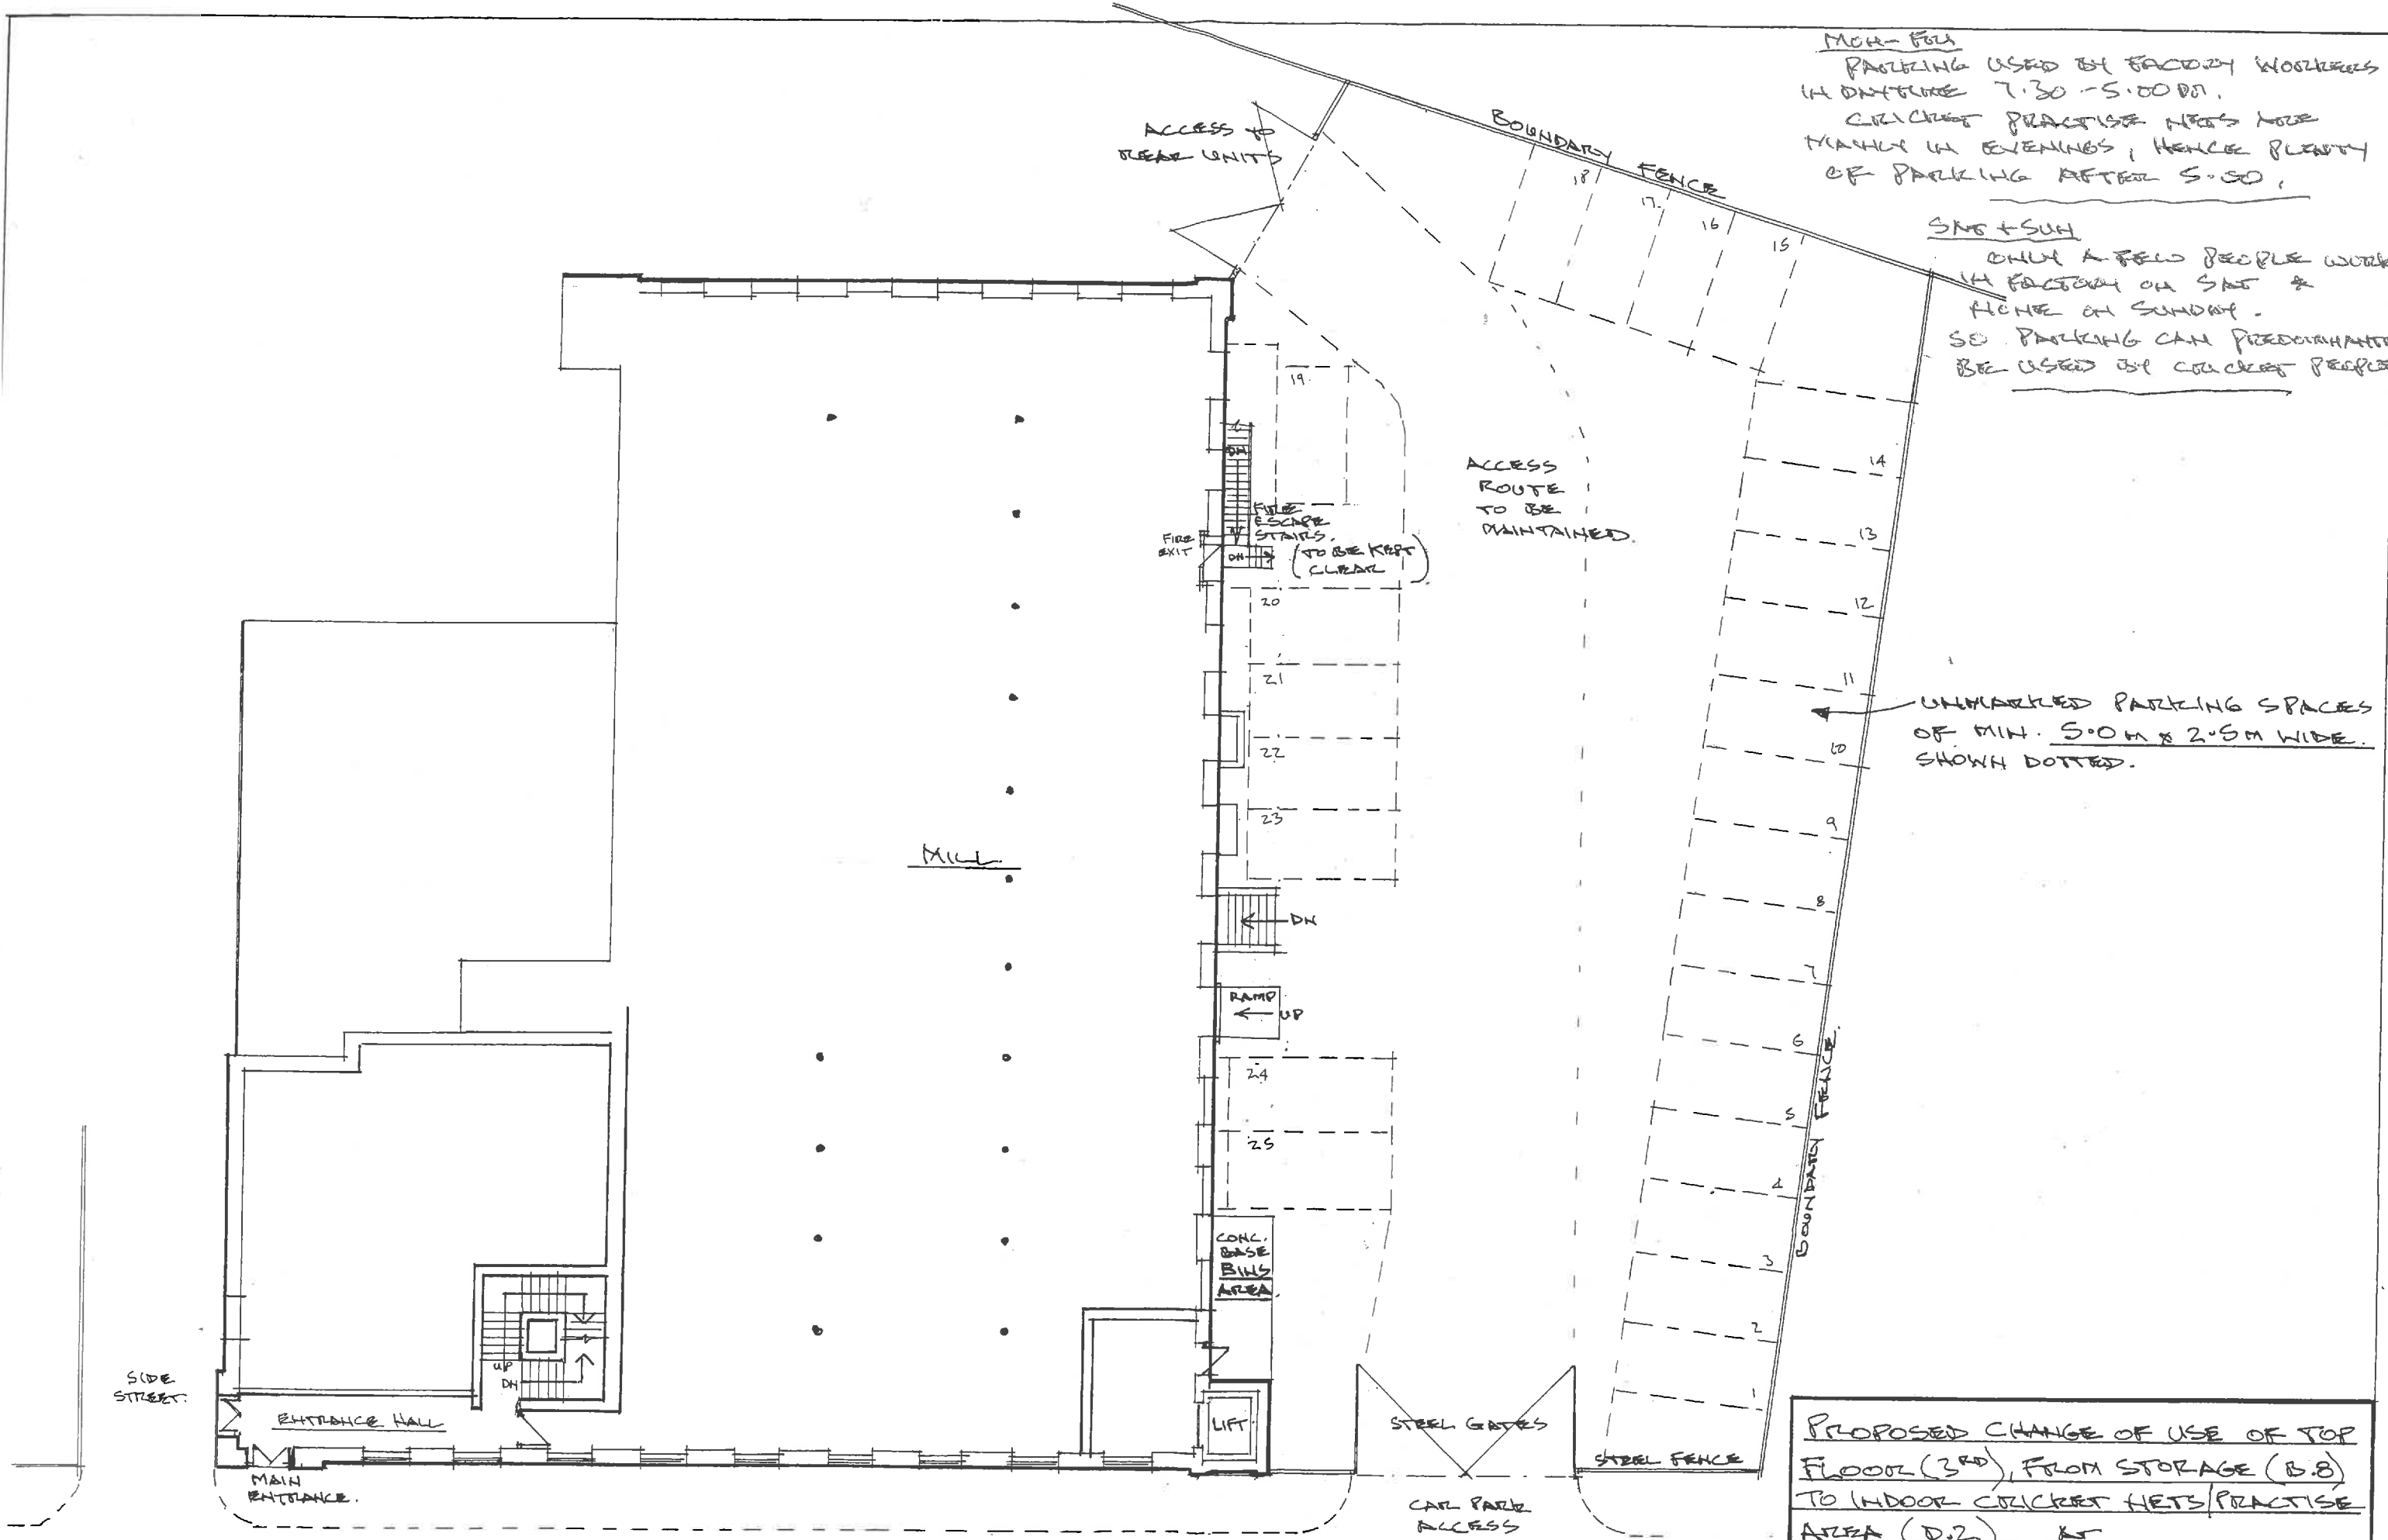 MON-FRI
PARKING USED BY FACTORY WORKERS
IN DAYTIME 7.30-5.00PM.
CRICKET PRACTISE NETS ARE
MAINLY IN EVENINGS, HENCE PLENTY
OF PARKING AFTER 5.00.
SAT + SUN
ONLY A FEW PEOPLE WORK
IN FACTORY ON SAT &
NONE ON SUNDAY.
SO PARKING CAN PREDOMINANT
BE USED BY CRICKET PEOPLE
ACCESS TO
REAR UNITS
BOUNDARY FENCE
18
17.
16
15
19.
14
ACCESS
ROUTE
TO BE
MAINTAINED.
DN
FIRE
ESCAPE
STAIRS.
(TO BE KEPT
CLEAR)
FIRE
EXIT
DN
13
20
12
21
11
UNMARKED PARKING SPACES
OF MIN. 5.0M x 2.5M WIDE.
SHOWN DOTTED.
22
10
23
9
MILL
8
DN
7
RAMP
UP
6
BOUNDARY FENCE.
24
5
25
4
CONC.
BASE
BINS
AREA.
3
2
UP
DN
1
SIDE
STREET.
ENTRANCE HALL
LIFT
STEEL GATES
STEEL FENCE
MAIN
ENTRANCE.
CAR PARK
ACCESS
PROPOSED CHANGE OF USE OF TOP
FLOOR (3RD), FROM STORAGE (B.8)
TO INDOOR CRICKET NETS/PRACTISE
AREA (D.2) AT